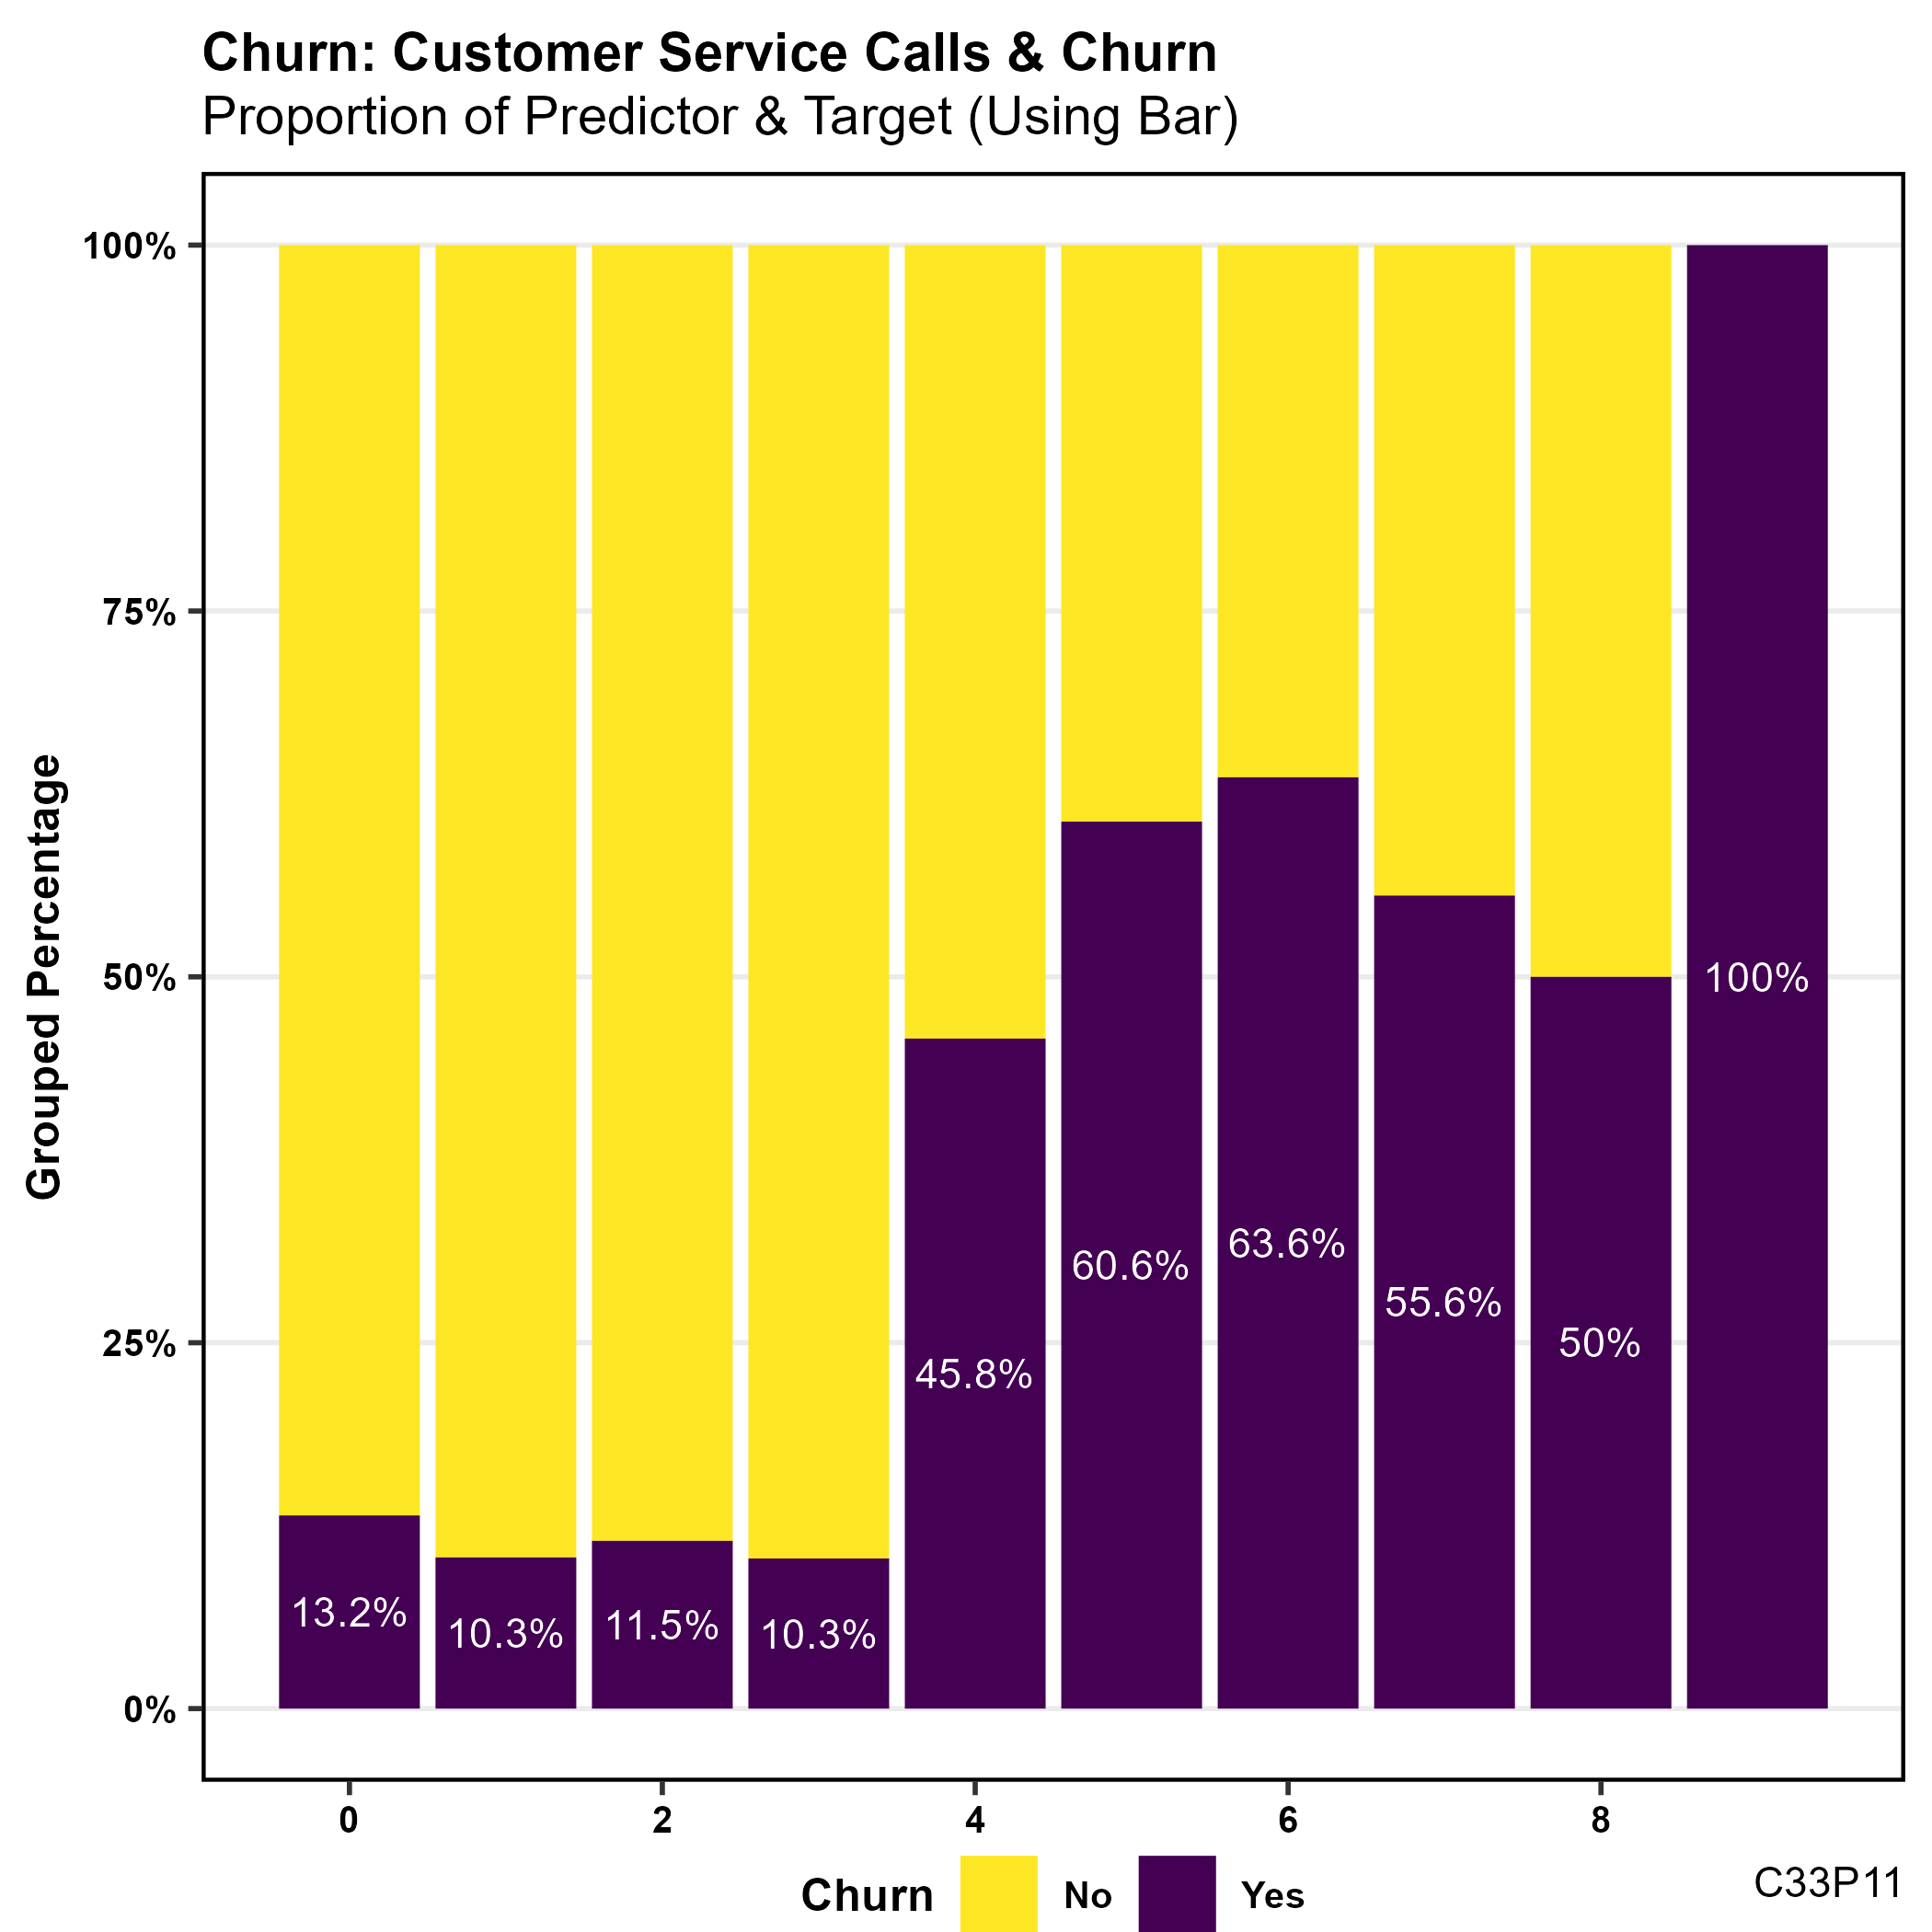 Churn: Customer Service Calls & Churn
Proportion of Predictor & Target (Using Bar)
Grouped Percentage
100%
75%
50%
25%
0%
13.2%
10.3%
11.5%
10.3%
45.8%
60.6%
63.6%
55.6%
50%
100%
0 2 4 6 8
Churn No Yes
C33P11